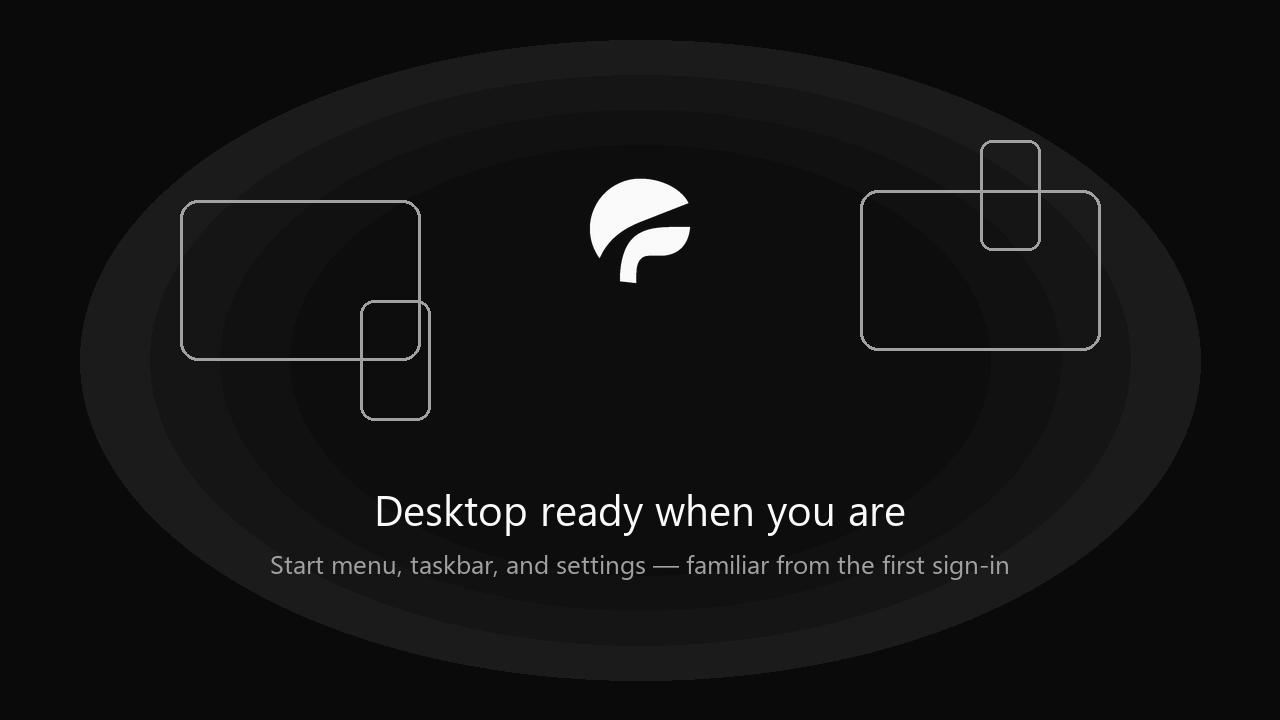 Desktop ready when you are
Start menu, taskbar, and settings — familiar from the first sign-in